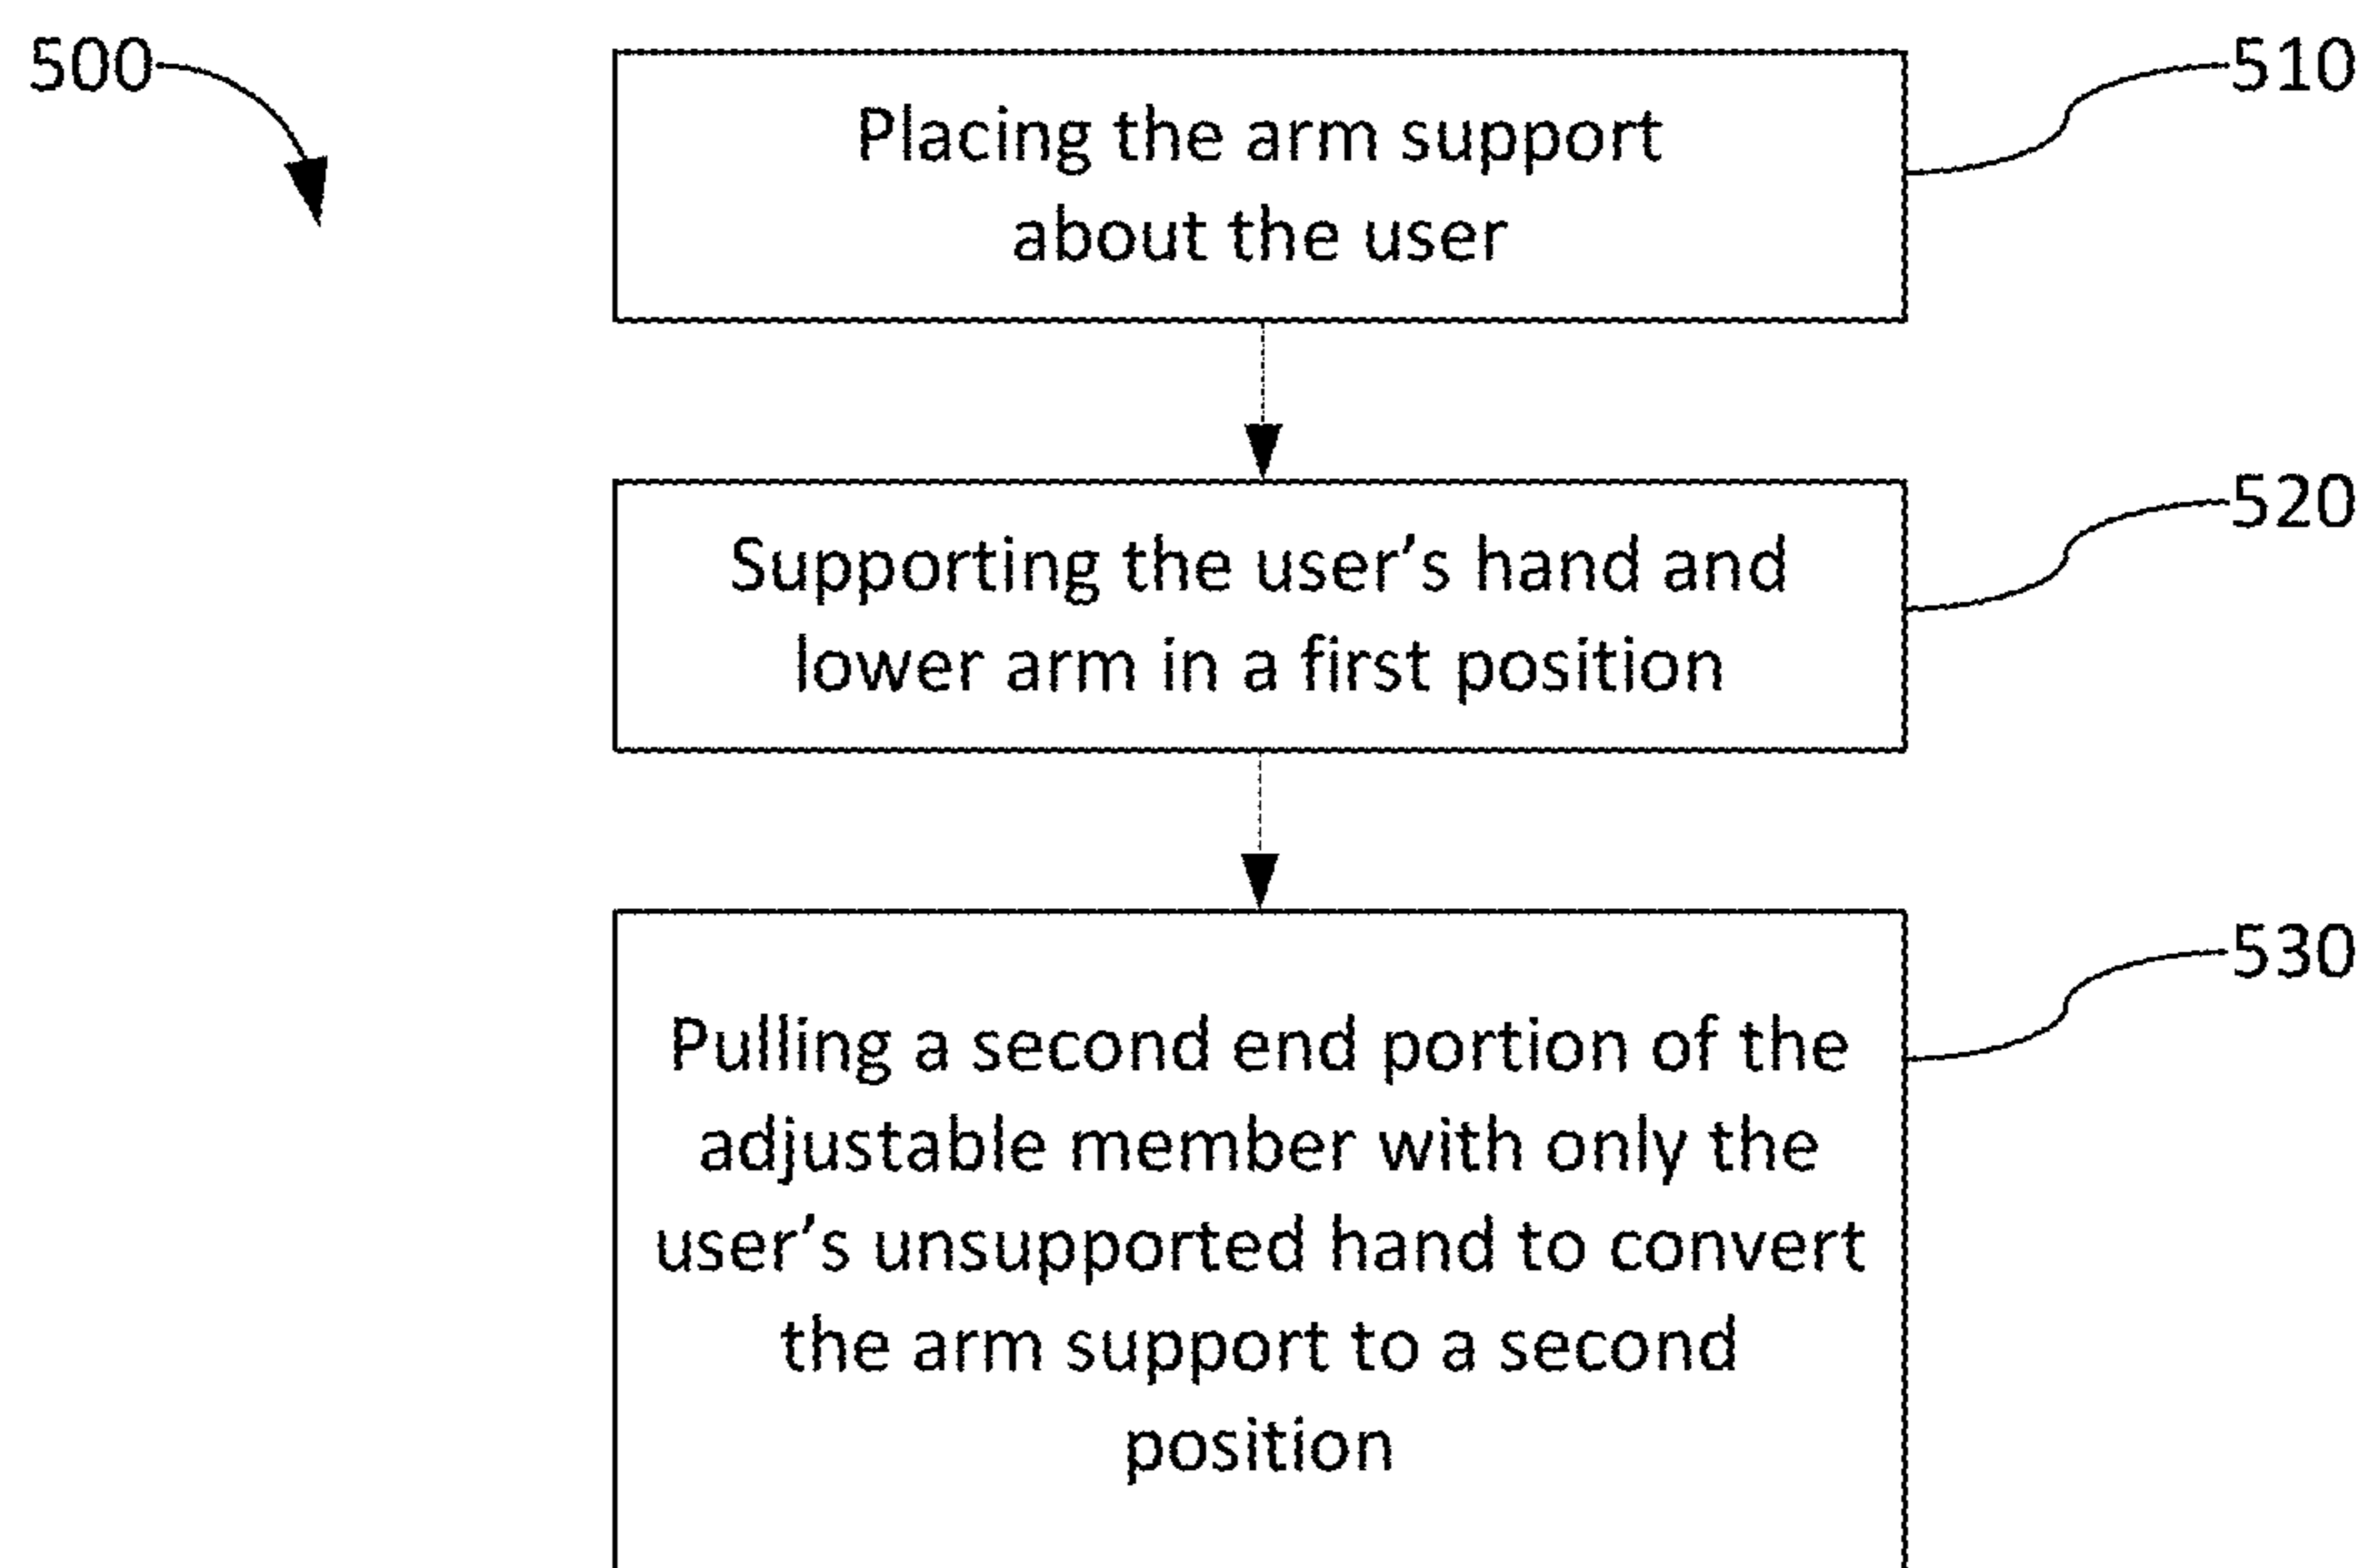 500
510
Placing the arm support
about the user
520
Supporting the user’s hand and
lower arm in a first position
530
Pulling a second end portion of the
adjustable member with only the
user’s unsupported hand to convert
the arm support to a second
position